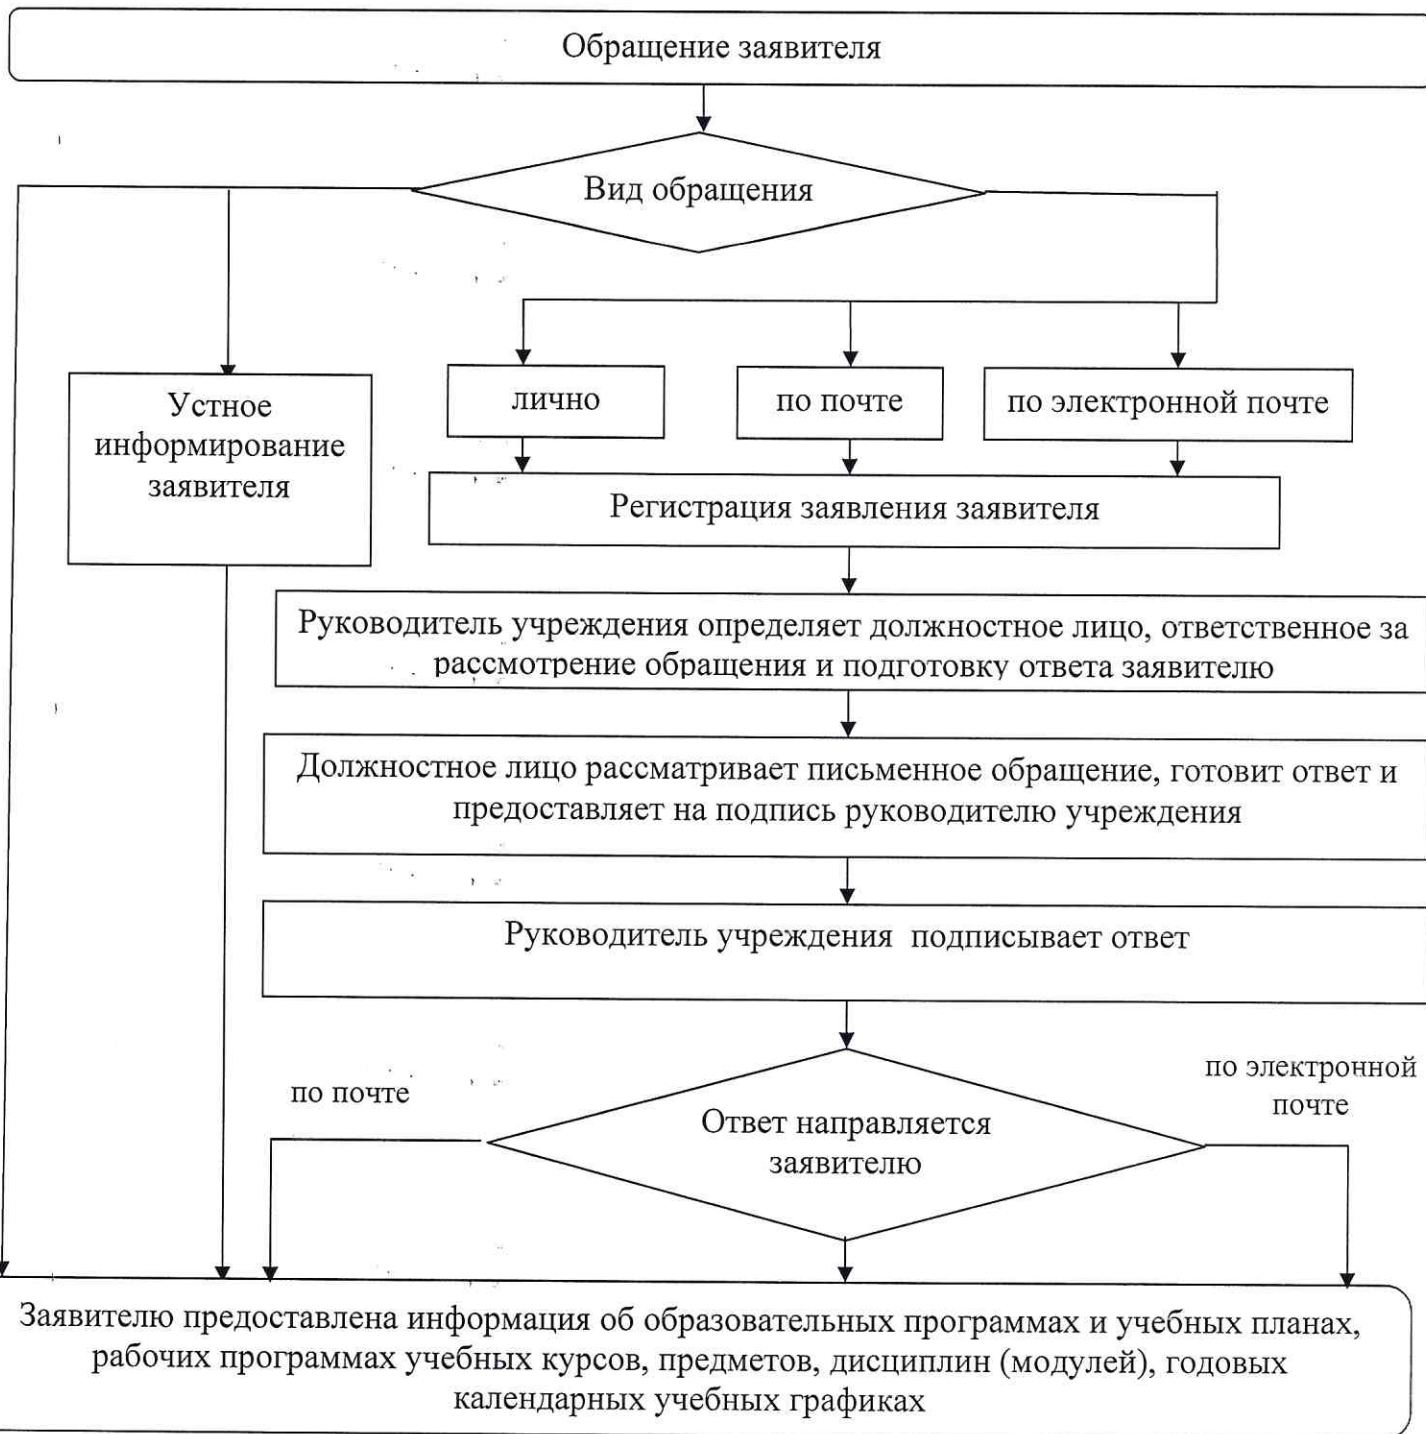 Обращение заявителя
Вид обращения
Устное
информирование
заявителя
лично
по почте
по электронной почте
Регистрация заявления заявителя
Руководитель учреждения определяет должностное лицо, ответственное за
рассмотрение обращения и подготовку ответа заявителю
Должностное лицо рассматривает письменное обращение, готовит ответ и
предоставляет на подпись руководителю учреждения
Руководитель учреждения подписывает ответ
по почте
Ответ направляется
заявителю
по электронной
почте
Заявителю предоставлена информация об образовательных программах и учебных планах,
рабочих программах учебных курсов, предметов, дисциплин (модулей), годовых
календарных учебных графиках